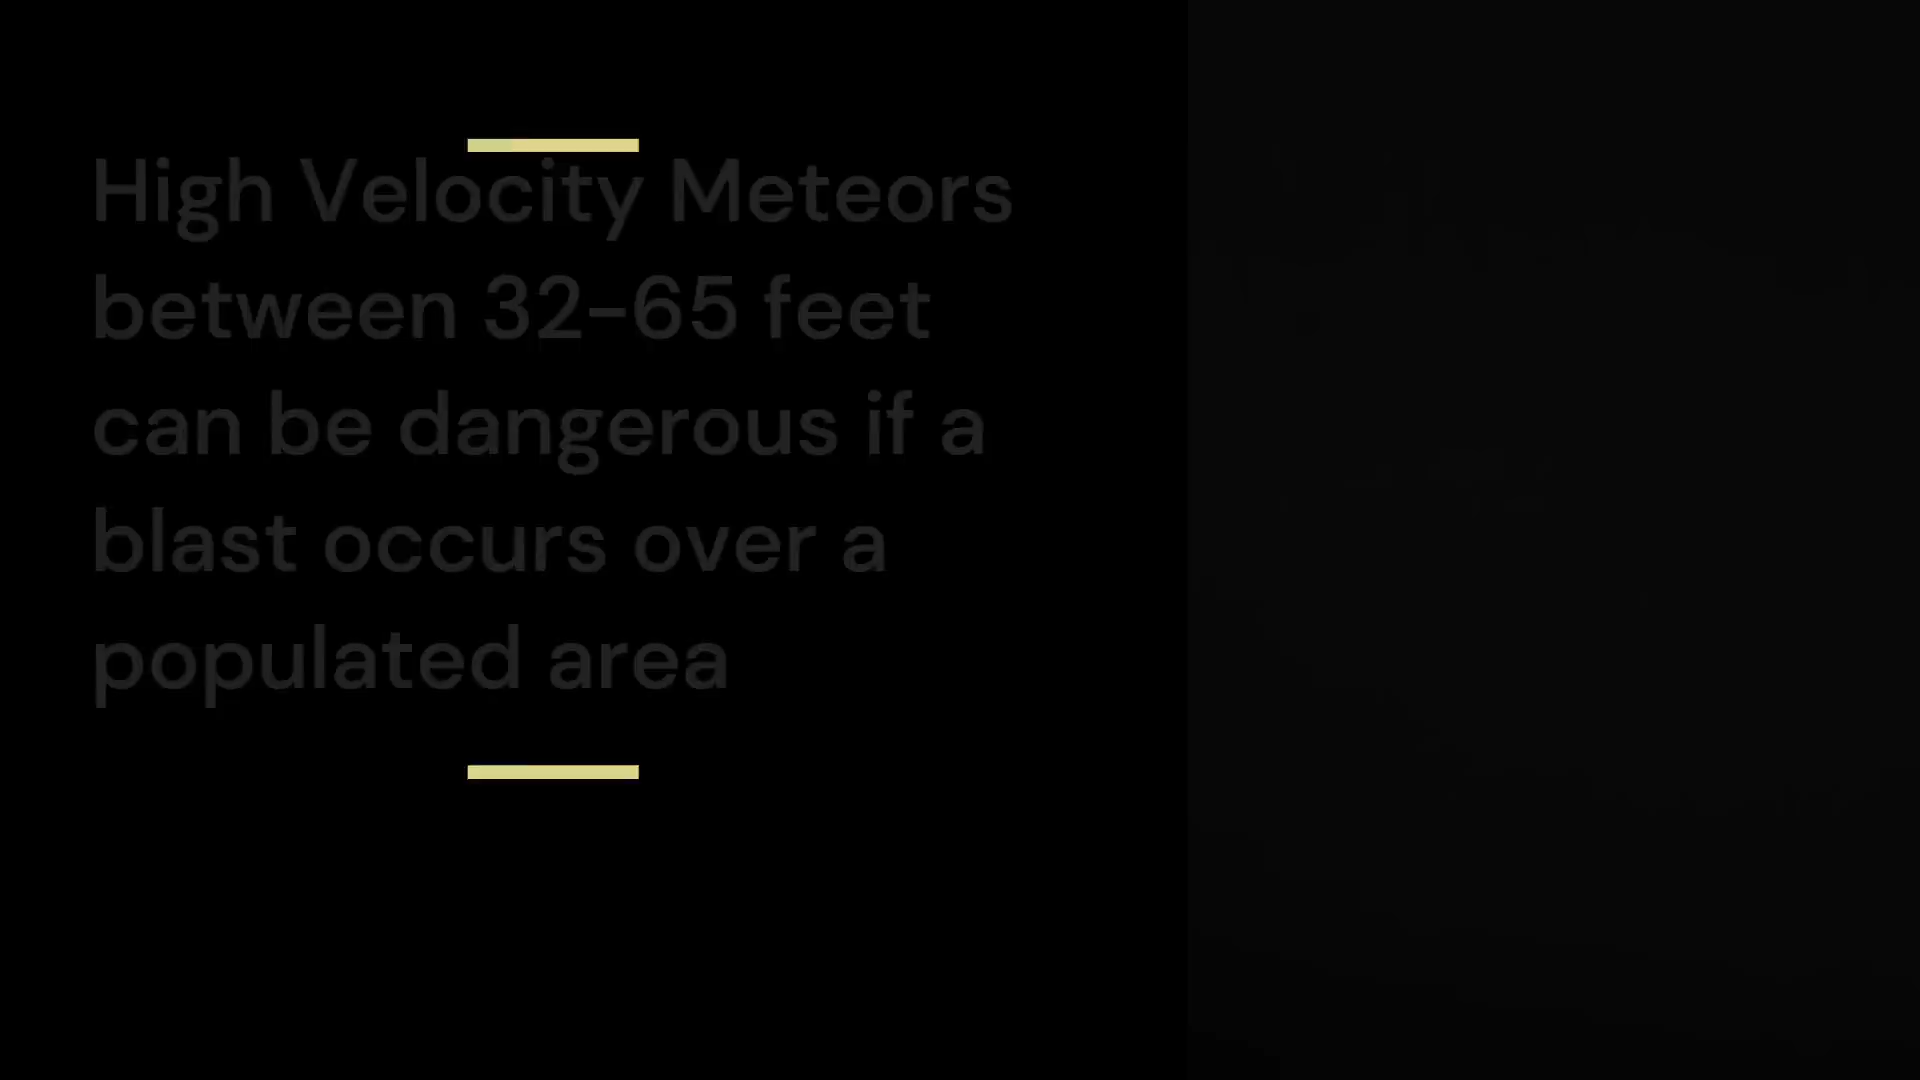 High Velocity Meteors
between 32-65 feet
can be dangerous if a
blast occurs over a
populated area